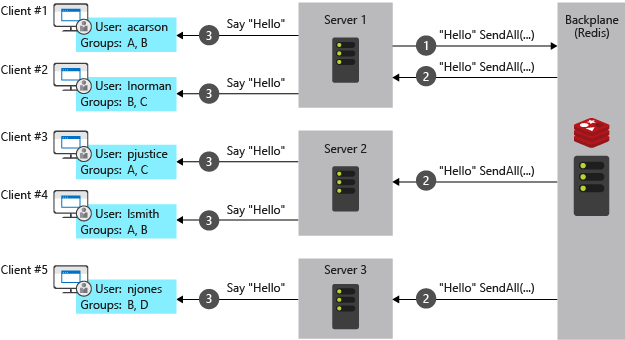 Client #1
User: acarson
Groups: A, B
3
Say "Hello"
Server 1
1
"Hello" SendAll(...)
Backplane
(Redis)
Client #2
User: lnorman
Groups: B, C
3
Say "Hello"
2
"Hello" SendAll(...)
Client #3
User: pjustice
Groups: A, C
3
Say "Hello"
Server 2
2
"Hello" SendAll(...)
Client #4
User: lsmith
Groups: A, B
3
Say "Hello"
Client #5
User: njones
Groups: B, D
3
Say "Hello"
Server 3
2
"Hello" SendAll(...)